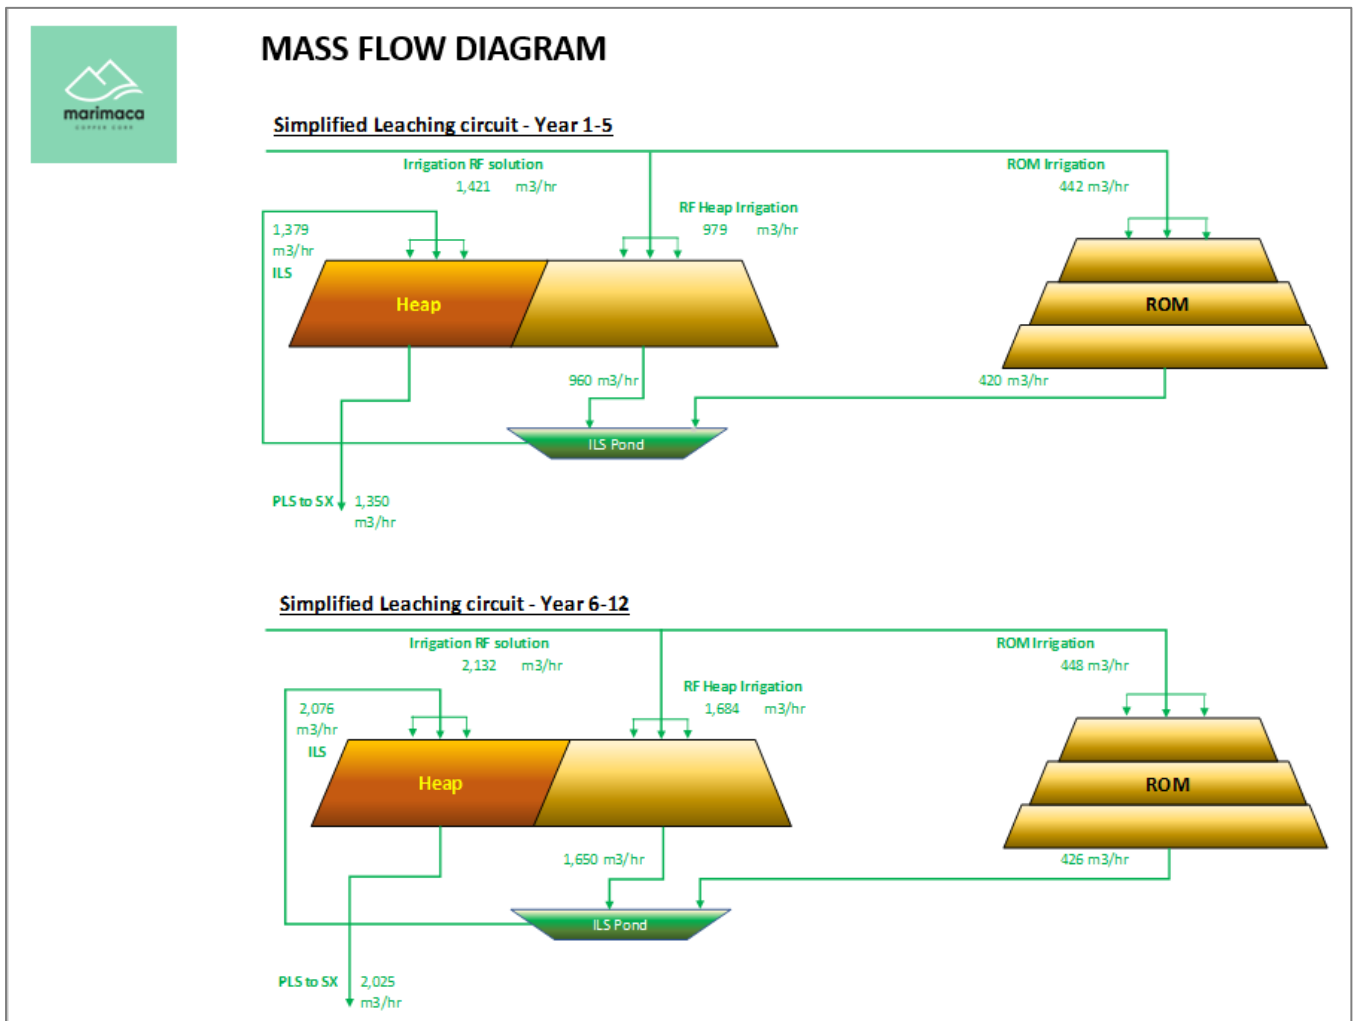 marimaca
COPPER CORP
MASS FLOW DIAGRAM
Simplified Leaching circuit - Year 1-5
Irrigation RF solution
1,421 m3/hr
ROM Irrigation
442 m3/hr
RF Heap Irrigation
979 m3/hr
1,379
m3/hr
ILS
Heap
ROM
960 m3/hr
420 m3/hr
ILS Pond
PLS to SX 1,350
m3/hr
Simplified Leaching circuit - Year 6-12
Irrigation RF solution
2,132 m3/hr
ROM Irrigation
448 m3/hr
RF Heap Irrigation
1,684 m3/hr
2,076
m3/hr
ILS
Heap
ROM
1,650 m3/hr
426 m3/hr
ILS Pond
PLS to SX 2,025
m3/hr